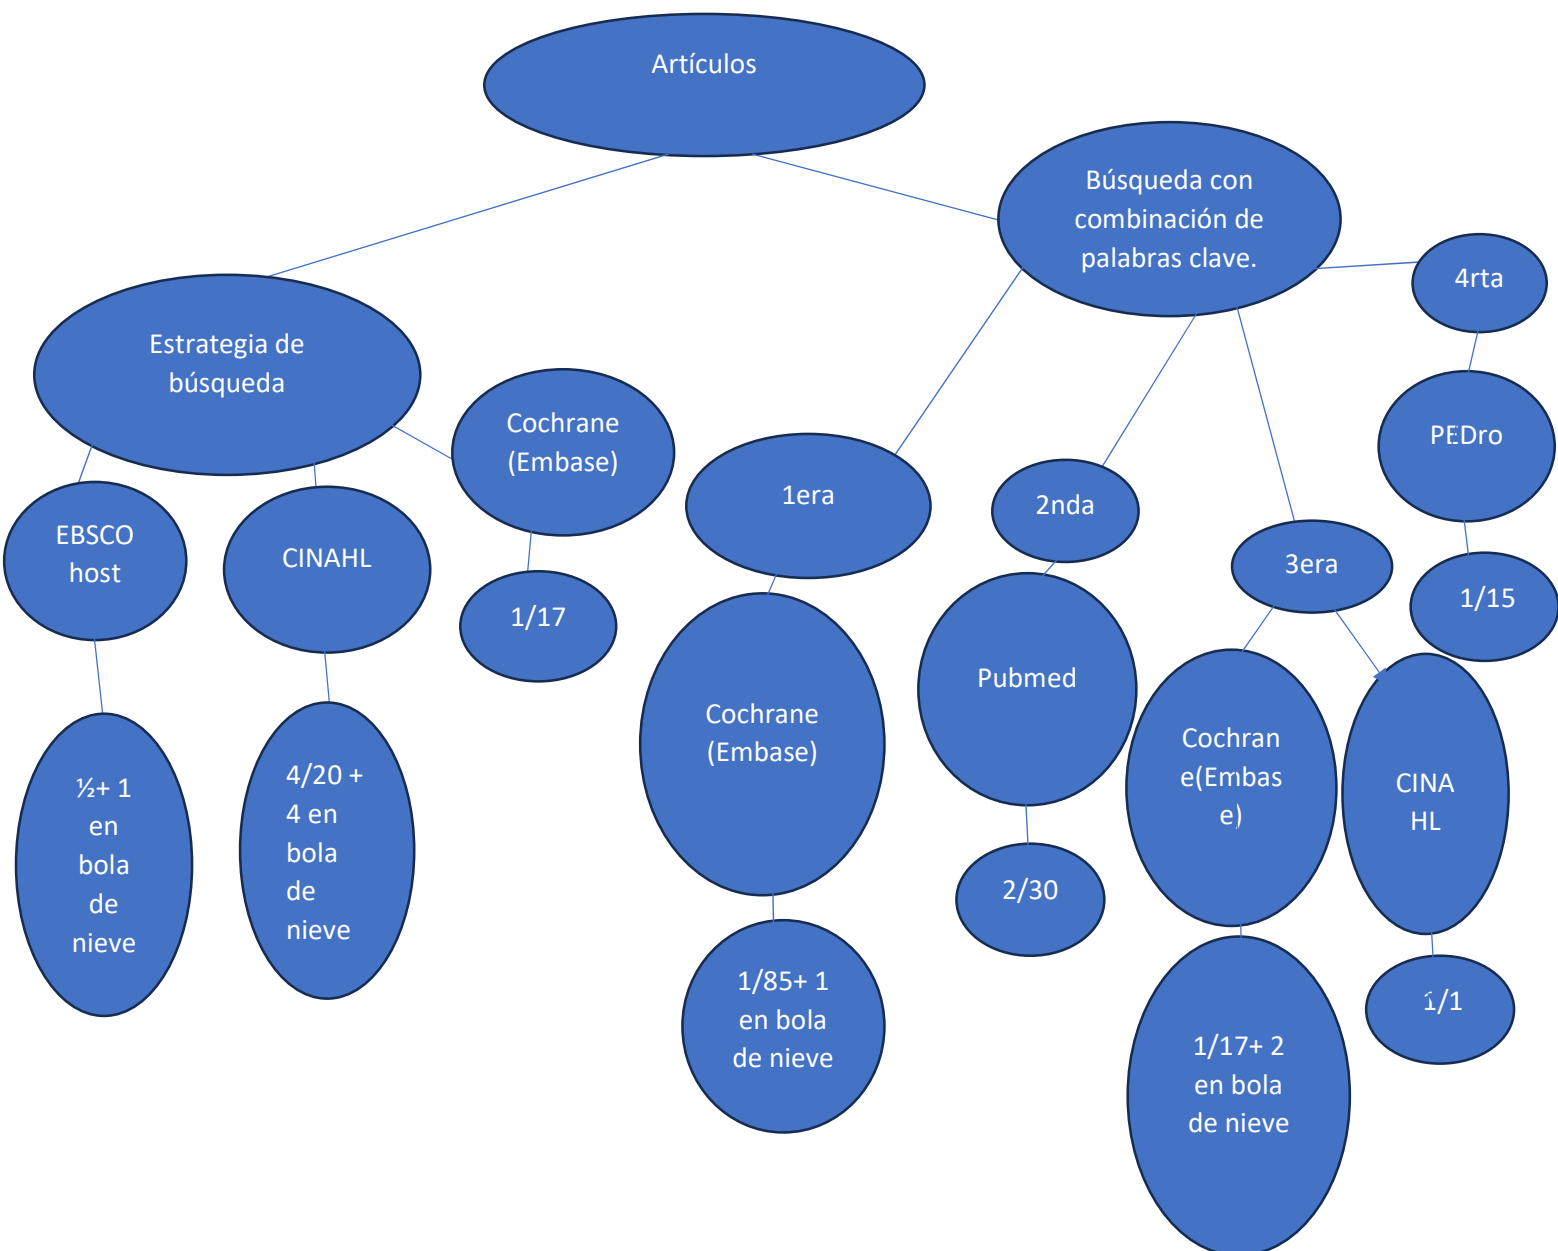 Artículos
Búsqueda con
combinación de
palabras clave.
4rta
PEDro
1/15
Estrategia de
búsqueda
Cochrane
(Embase)
1/17
EBSCO
host
CINAHL
½+ 1
en
bola
de
nieve
4/20 +
4 en
bola
de
nieve
1era
Cochrane
(Embase)
1/85+ 1
en bola
de nieve
2nda
Pubmed
2/30
3era
Cochran
e(Embas
e)
1/17+ 2
en bola
de nieve
CINA
HL
1/1